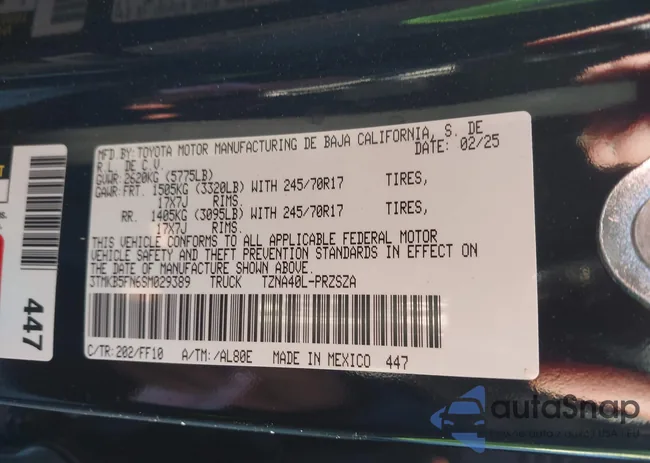 MFD BY: TOYOTA MOTOR MANUFACTURING DE BAJA CALIFORNIA, S. DE
R.L. DE C.V. DATE: 02/25
GVWR: 2620KG (5775LB)
GAWR: FRT. 1505KG (3320LB) WITH 245/70R17 TIRES,
17X7J RIMS.
RR. 1405KG (3095LB) WITH 245/70R17 TIRES,
17X7J RIMS.
THIS VEHICLE CONFORMS TO ALL APPLICABLE FEDERAL MOTOR
VEHICLE SAFETY AND THEFT PREVENTION STANDARDS IN EFFECT ON
THE DATE OF MANUFACTURE SHOWN ABOVE.
3TMKB5FN6SM029389 TRUCK TZNA40L-PRZSZA
C/TR: 202/FF10 A/TM: /AL80E MADE IN MEXICO 447
447
autoSnap